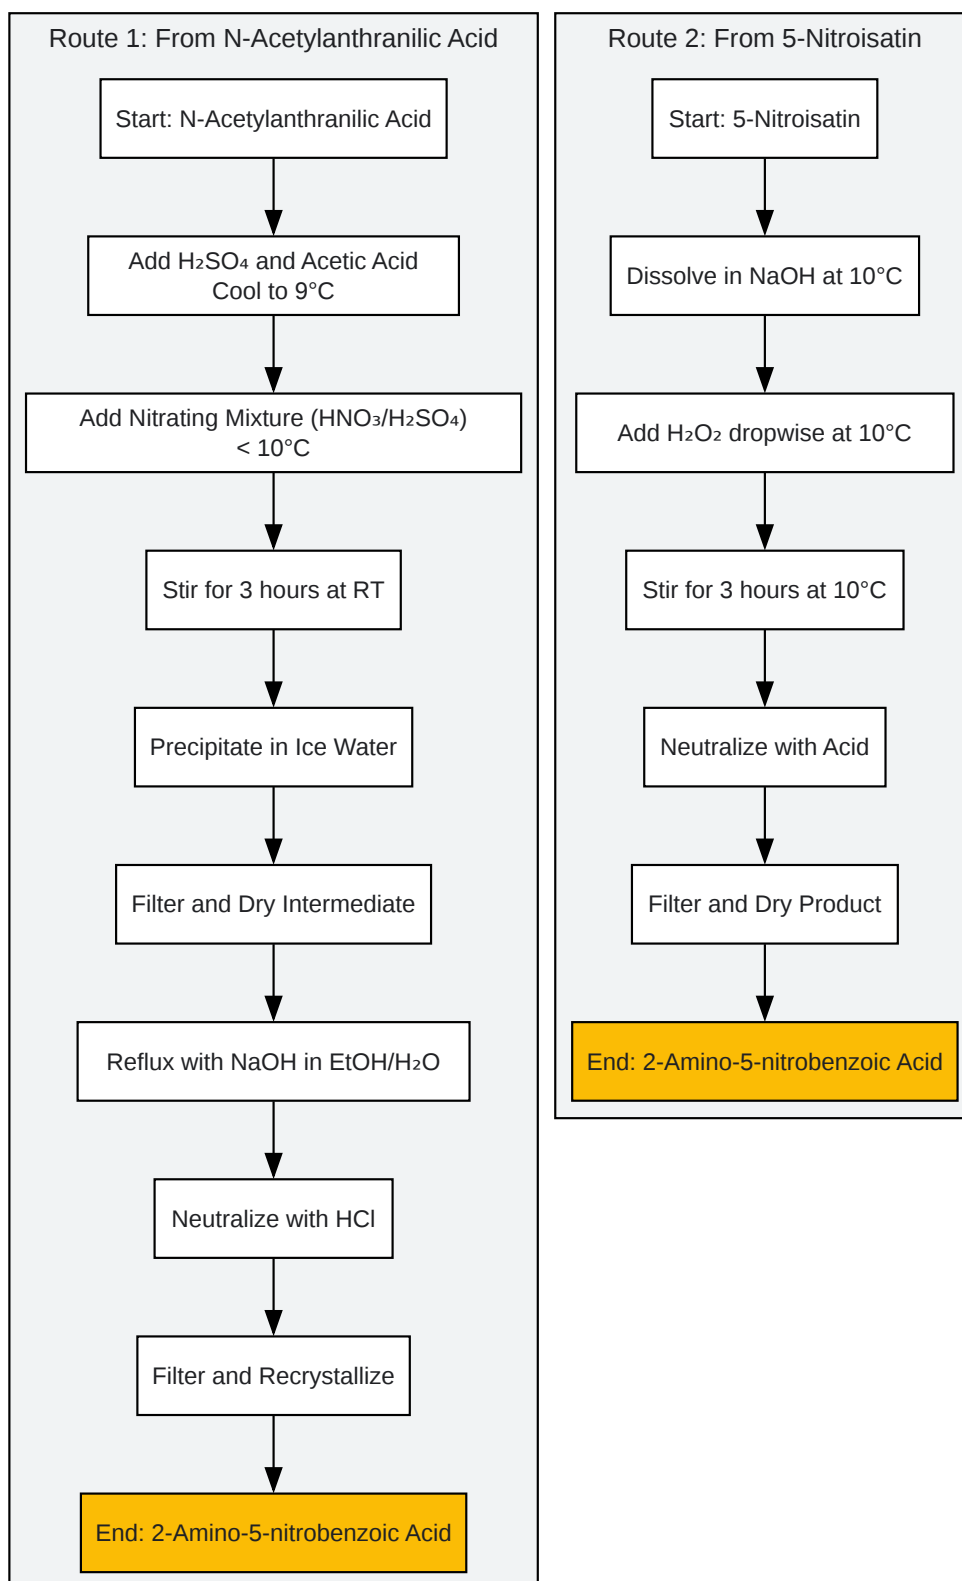 Route 1: From N-Acetylanthranilic Acid
Start: N-Acetylanthranilic Acid
Add H₂SO₄ and Acetic Acid
Cool to 9°C
Add Nitrating Mixture (HNO₃/H₂SO₄)
< 10°C
Stir for 3 hours at RT
Precipitate in Ice Water
Filter and Dry Intermediate
Reflux with NaOH in EtOH/H₂O
Neutralize with HCl
Filter and Recrystallize
End: 2-Amino-5-nitrobenzoic Acid
Route 2: From 5-Nitroisatin
Start: 5-Nitroisatin
Dissolve in NaOH at 10°C
Add H₂O₂ dropwise at 10°C
Stir for 3 hours at 10°C
Neutralize with Acid
Filter and Dry Product
End: 2-Amino-5-nitrobenzoic Acid